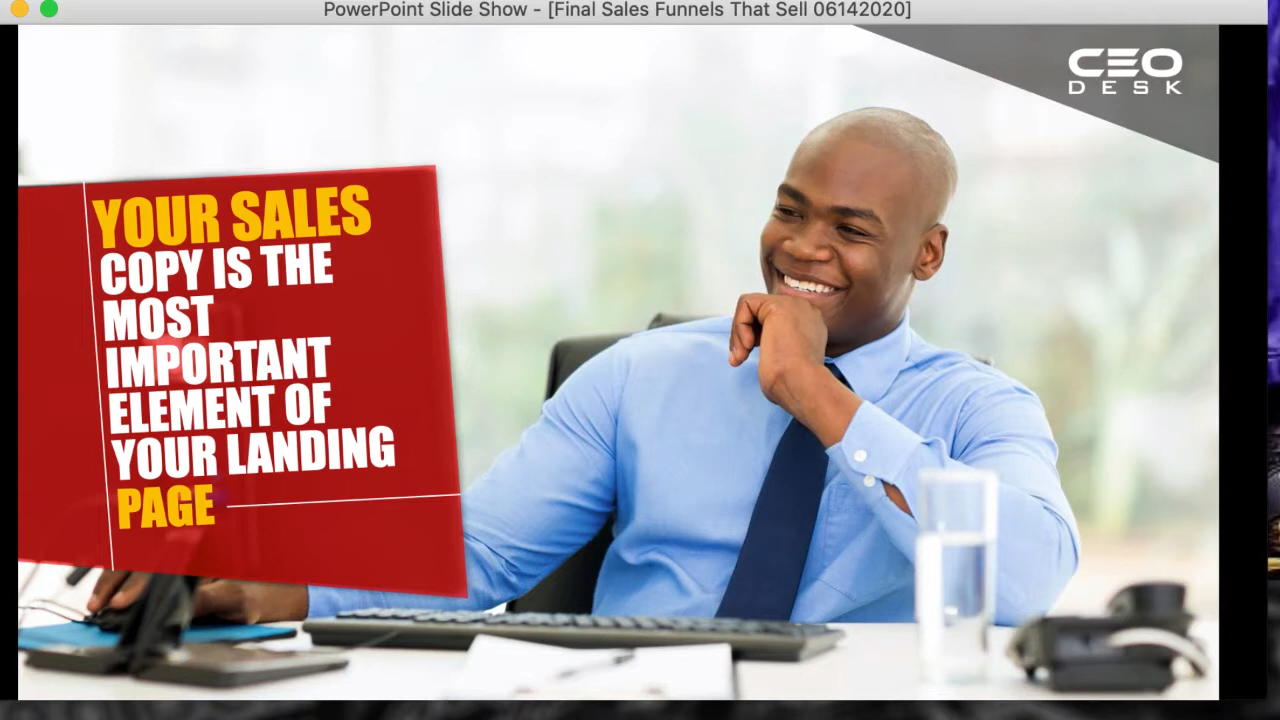 PowerPoint Slide Show - [Final Sales Funnels That Sell 06142020]
CEO
DESK
YOUR SALES
COPY IS THE
MOST
IMPORTANT
ELEMENT OF
YOUR LANDING
PAGE